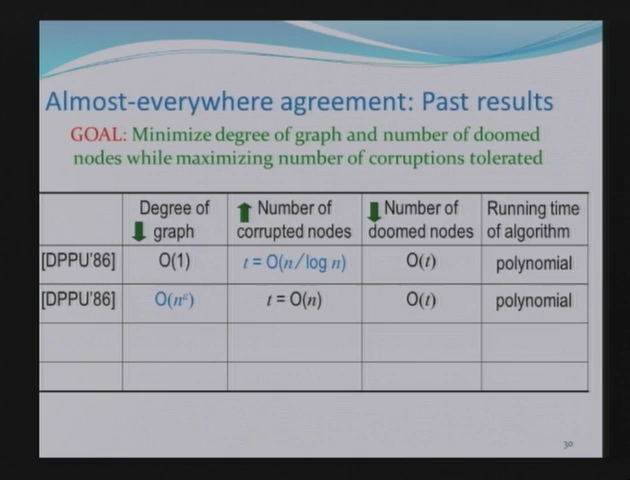 Almost-everywhere agreement: Past results
GOAL: Minimize degree of graph and number of doomed
nodes while maximizing number of corruptions tolerated
Degree of graph | Number of corrupted nodes | Number of doomed nodes | Running time of algorithm
[DPPU'86] | O(1) | t = O(n/log n) | O(t) | polynomial
[DPPU'86] | O(nᵋ) | t = O(n) | O(t) | polynomial
30